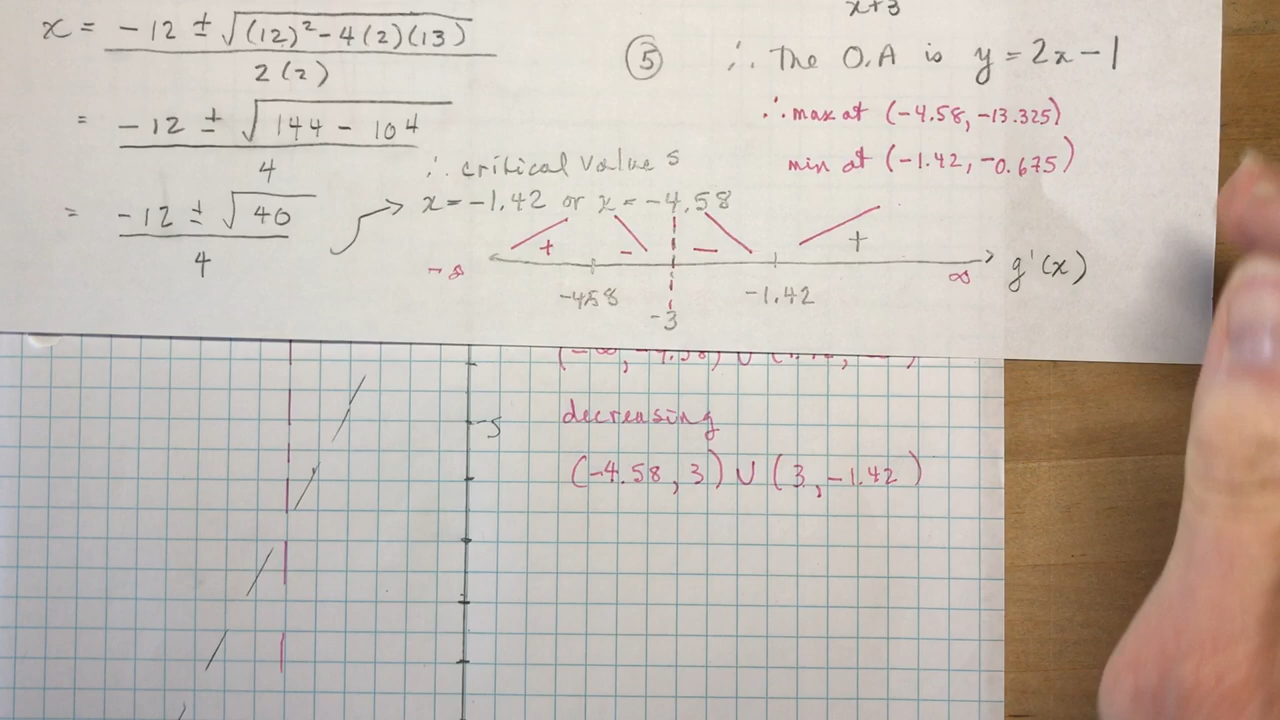 x = -12 ± √(12)² - 4(2)(13)
2(2)
= -12 ± √144 - 104
4
= -12 ± √40
4
∴ critical values
x = -1.42 or x = -4.58
x+3
⑤ ∴ The O.A is y = 2x - 1
∴ max at (-4.58, -13.325)
min at (-1.42, -0.675)
+ - - +
-∞ ∞ g'(x)
-4.58 -3 -1.42
decreasing
-5
(-4.58, 3) ∪ (3, -1.42)